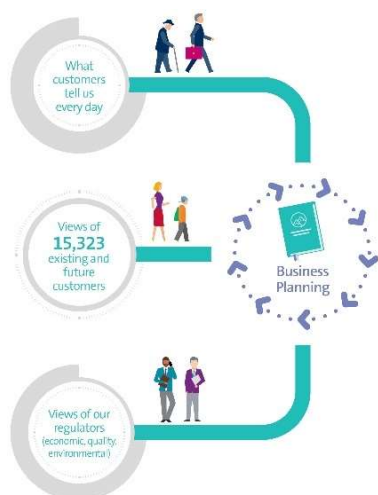 What
customers
tell us
every day
Views of
15,323
existing and
future
customers
Business
Planning
Views of our
regulators
(economic, quality,
environmental)